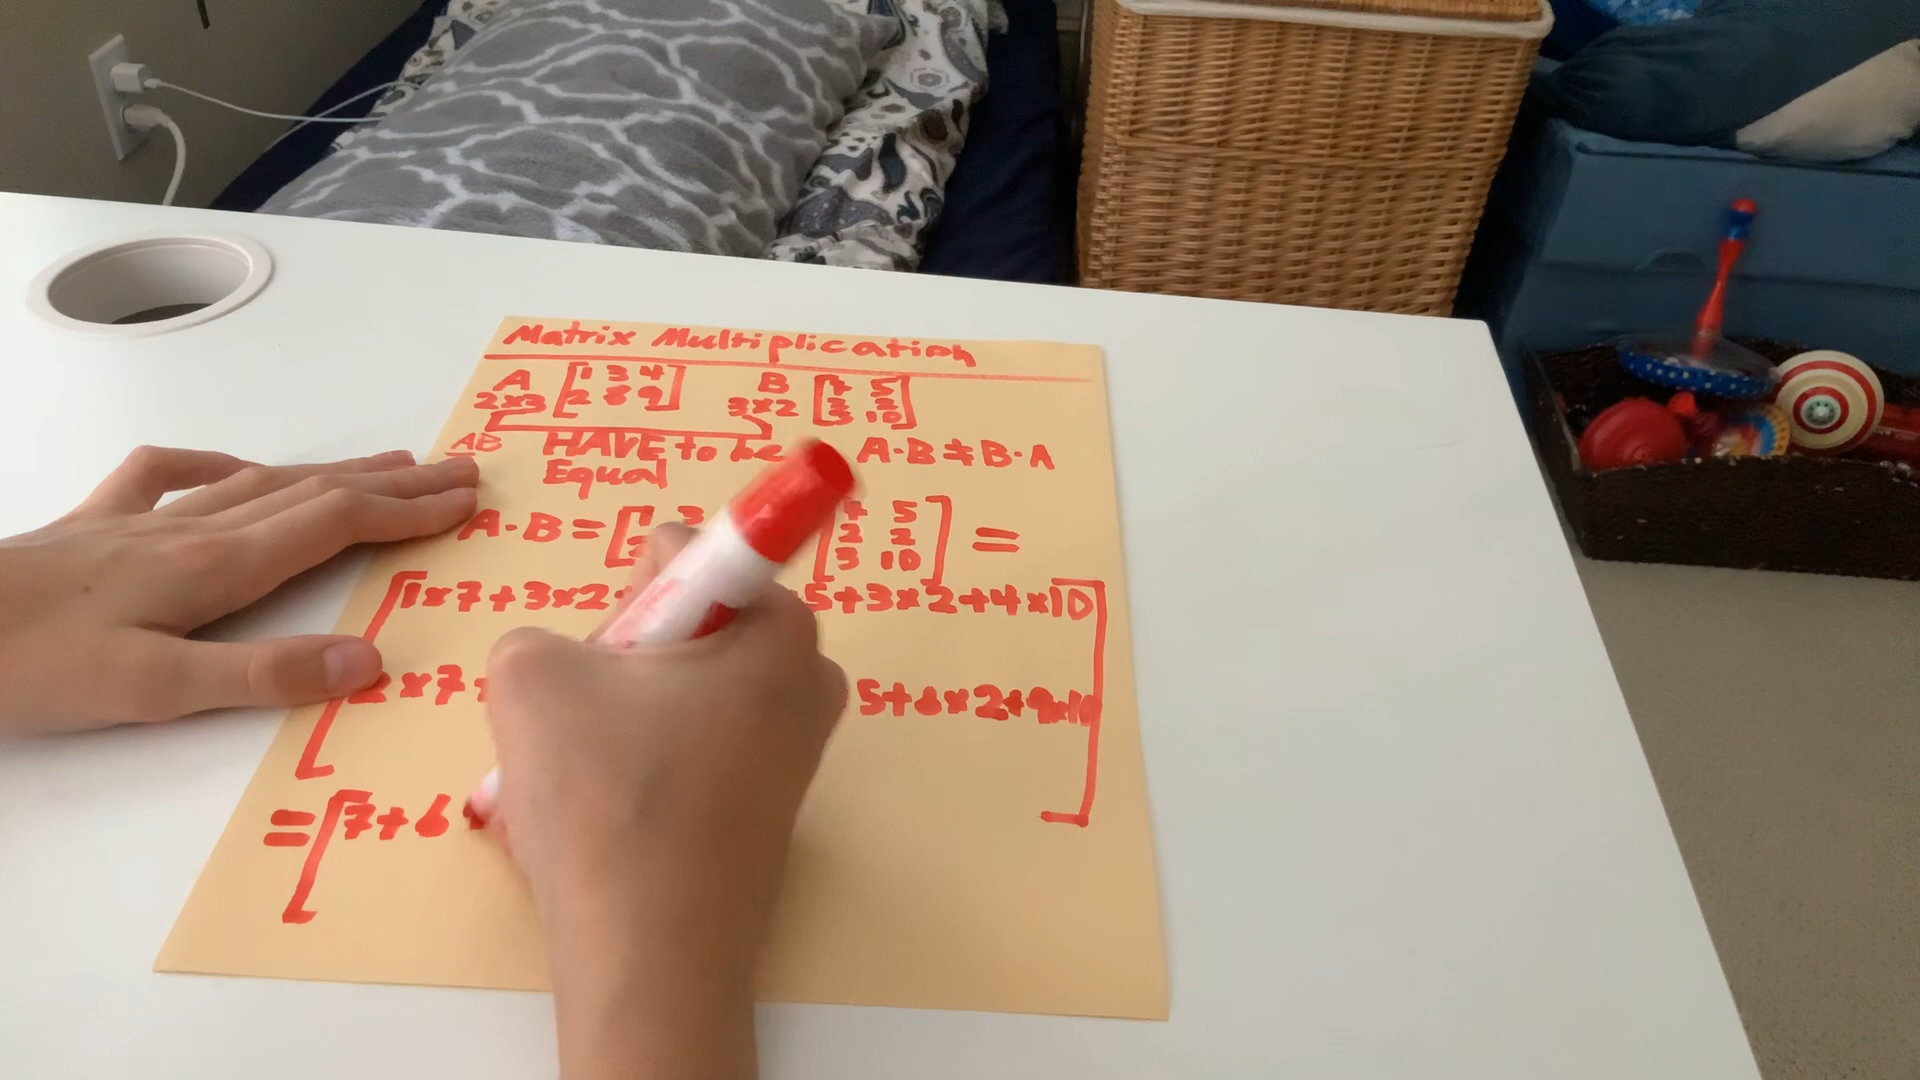 Matrix Multiplication
A [1 3 4 B [7 5
2x3 2 6 9] 3x2 2 2
3 10]
AB HAVE to be A·B≠B·A
Equal
A·B = [1 3 [7 5
2 2 2
3 10] =
[1x7+3x2+ 5+3x2+4x10
2x7+ 5+6x2+9x10]
=[7+6